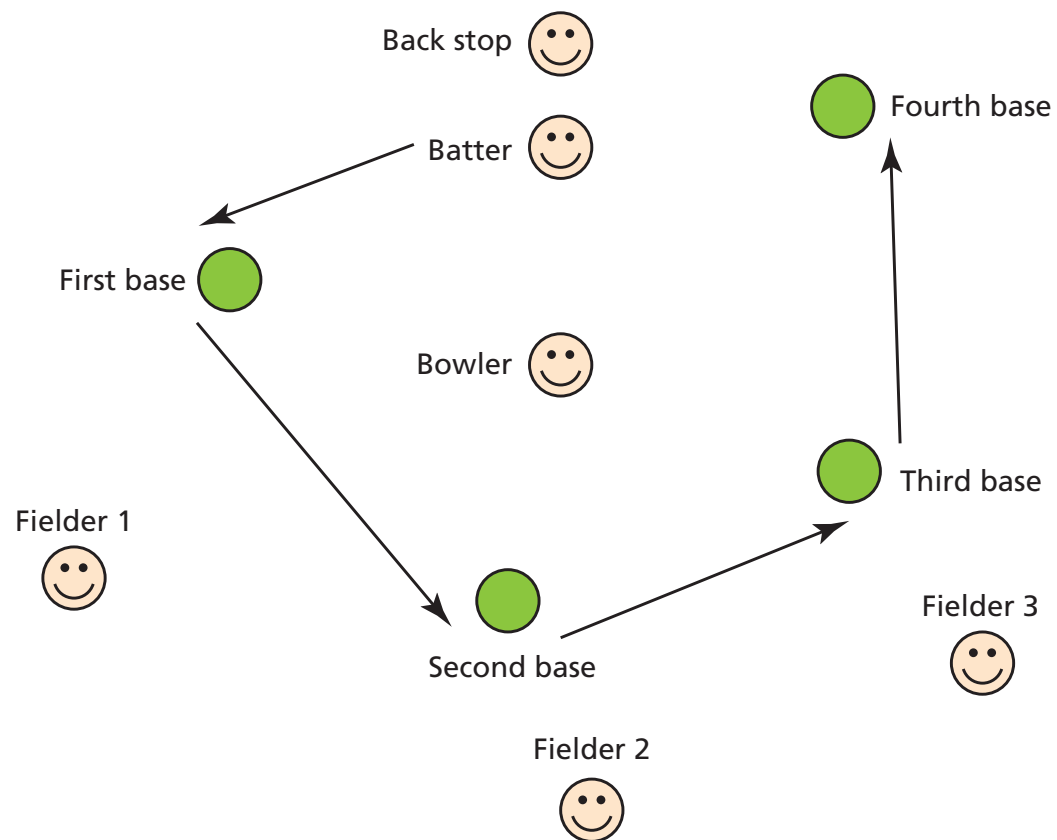 Back stop
Fourth base
Batter
First base
Bowler
Third base
Fielder 1
Fielder 3
Second base
Fielder 2